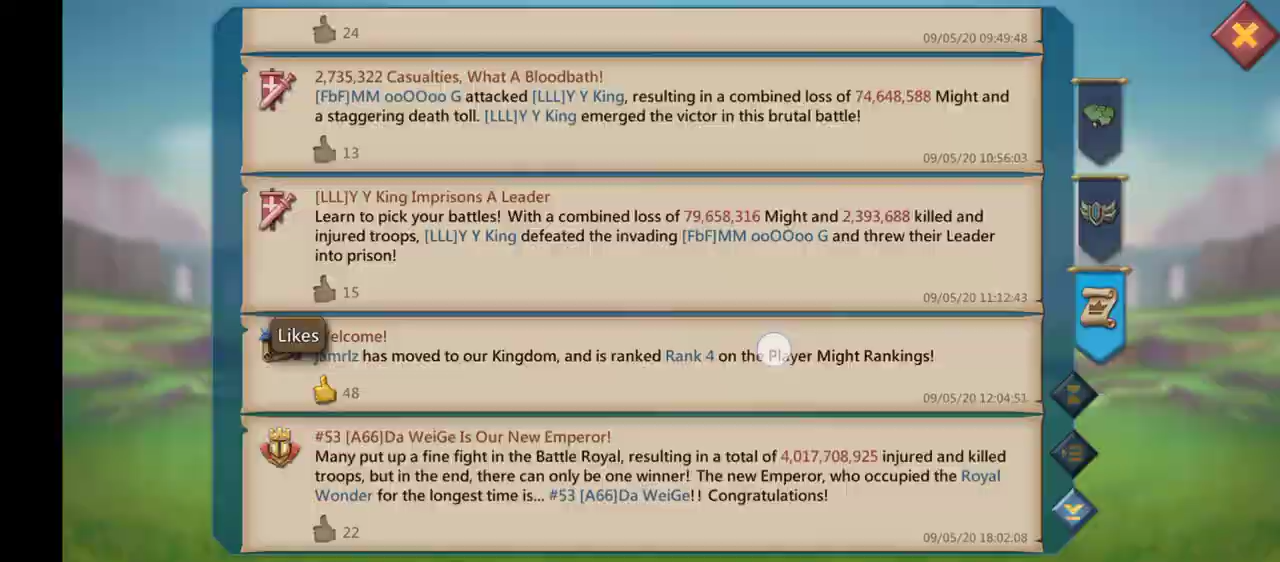 24
09/05/20 09:49:48
2,735,322 Casualties, What A Bloodbath!
[FbF]MM ooOOoo G attacked [LLL]Y Y King, resulting in a combined loss of 74,648,588 Might and
a staggering death toll. [LLL]Y Y King emerged the victor in this brutal battle!
13
09/05/20 10:56:03
[LLL]Y Y King Imprisons A Leader
Learn to pick your battles! With a combined loss of 79,658,316 Might and 2,393,688 killed and
injured troops, [LLL]Y Y King defeated the invading [FbF]MM ooOOoo G and threw their Leader
into prison!
15
09/05/20 11:12:43
Likes
elcome!
has moved to our Kingdom, and is ranked Rank 4 on the Player Might Rankings!
48
09/05/20 12:04:51
#53 [A66]Da WeiGe Is Our New Emperor!
Many put up a fine fight in the Battle Royal, resulting in a total of 4,017,708,925 injured and killed
troops, but in the end, there can only be one winner! The new Emperor, who occupied the Royal
Wonder for the longest time is... #53 [A66]Da WeiGe!! Congratulations!
22
09/05/20 18:02:08